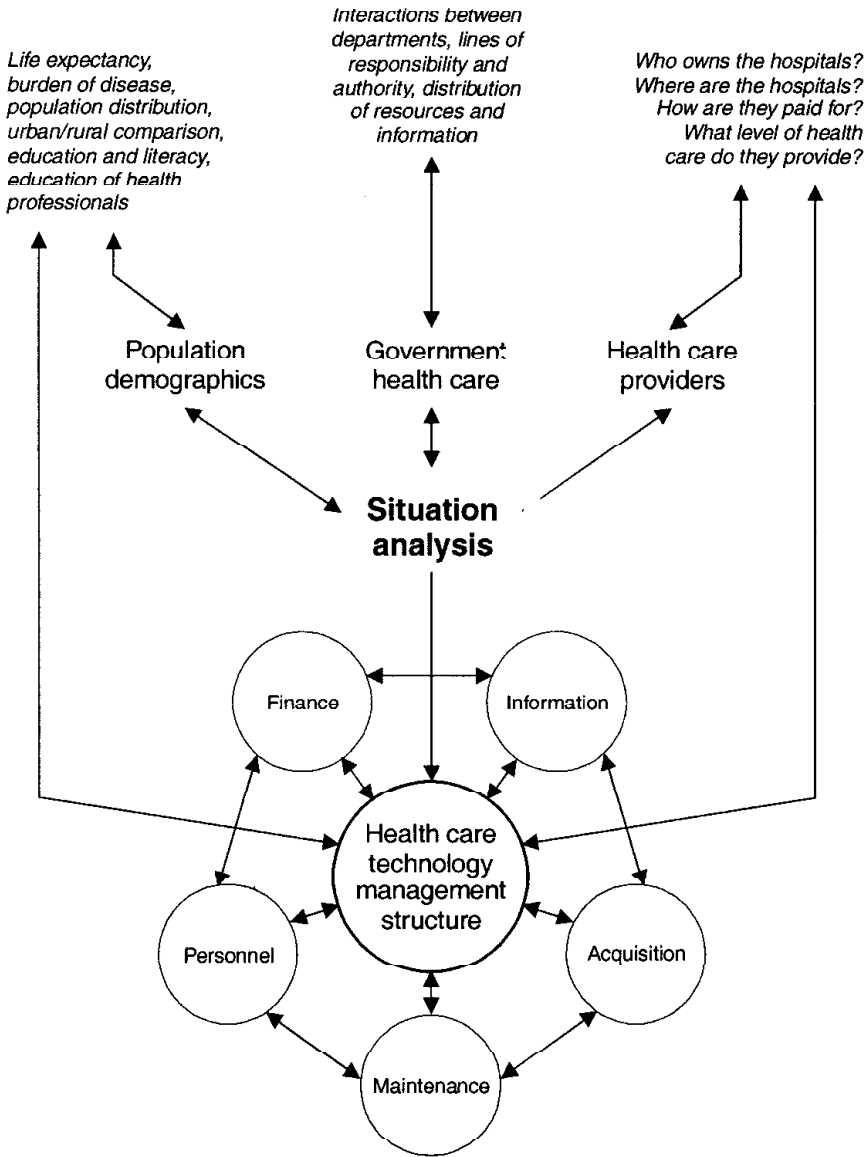 Life expectancy,
burden of disease,
population distribution,
urban/rural comparison,
education and literacy,
education of health
professionals
Interactions between
departments, lines of
responsibility and
authority, distribution
of resources and
information
Who owns the hospitals?
Where are the hospitals?
How are they paid for?
What level of health
care do they provide?
Population
demographics
Government
health care
Health care
providers
Situation
analysis
Finance
Information
Health care
technology
management
structure
Personnel
Acquisition
Maintenance